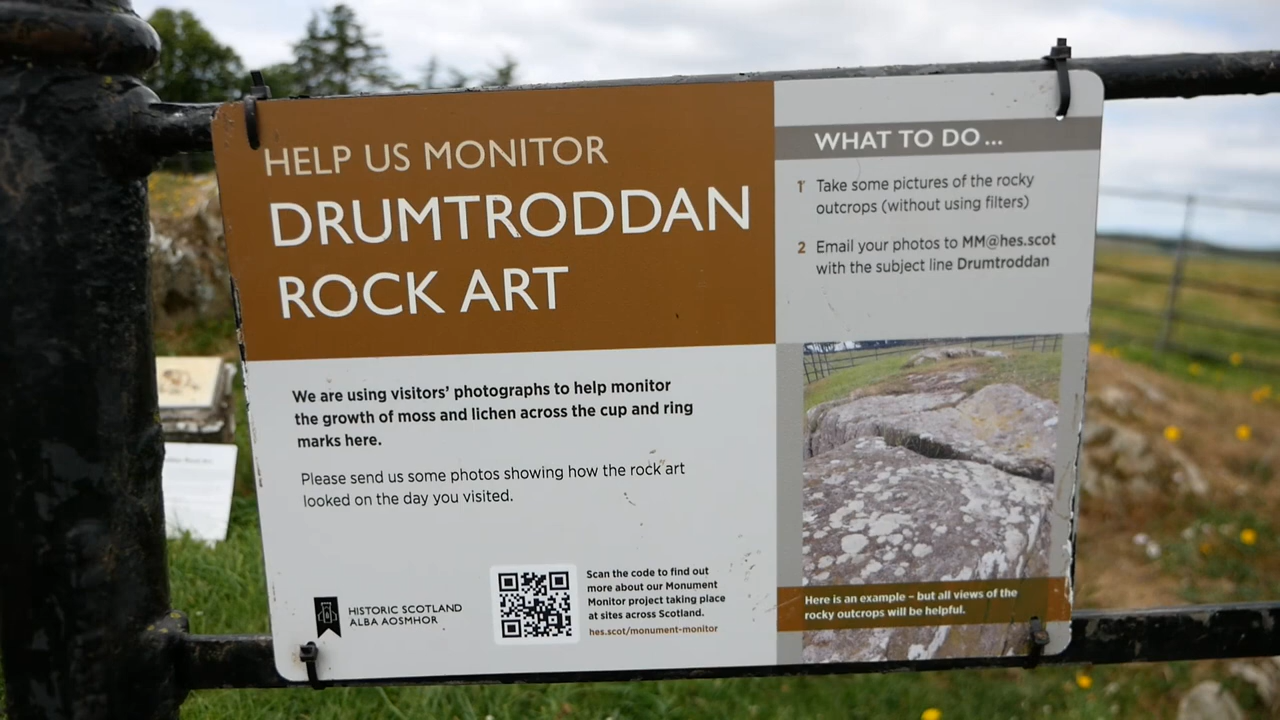 HELP US MONITOR
DRUMTRODDAN
ROCK ART
We are using visitors' photographs to help monitor
the growth of moss and lichen across the cup and ring
marks here.
Please send us some photos showing how the rock art
looked on the day you visited.
HISTORIC SCOTLAND
ALBA AOSMHOR
Scan the code to find out
more about our Monument
Monitor project taking place
at sites across Scotland.
hes.scot/monument-monitor
WHAT TO DO...
1 Take some pictures of the rocky
outcrops (without using filters)
2 Email your photos to MM@hes.scot
with the subject line Drumtroddan
Here is an example – but all views of the
rocky outcrops will be helpful.